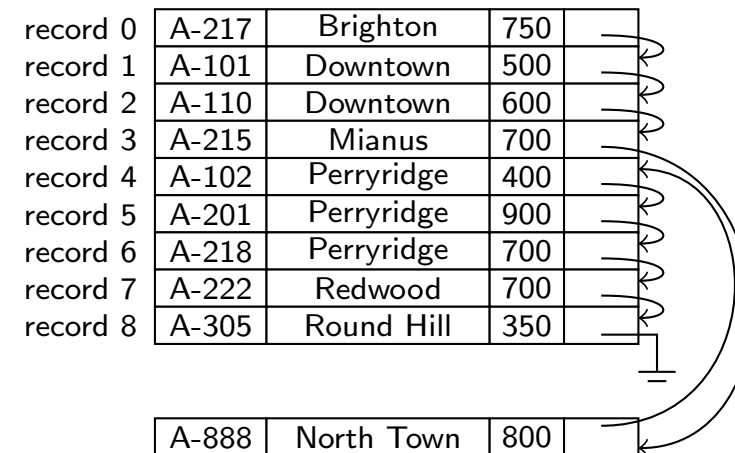 record 0 A-217 Brighton 750
record 1 A-101 Downtown 500
record 2 A-110 Downtown 600
record 3 A-215 Mianus 700
record 4 A-102 Perryridge 400
record 5 A-201 Perryridge 900
record 6 A-218 Perryridge 700
record 7 A-222 Redwood 700
record 8 A-305 Round Hill 350
A-888 North Town 800